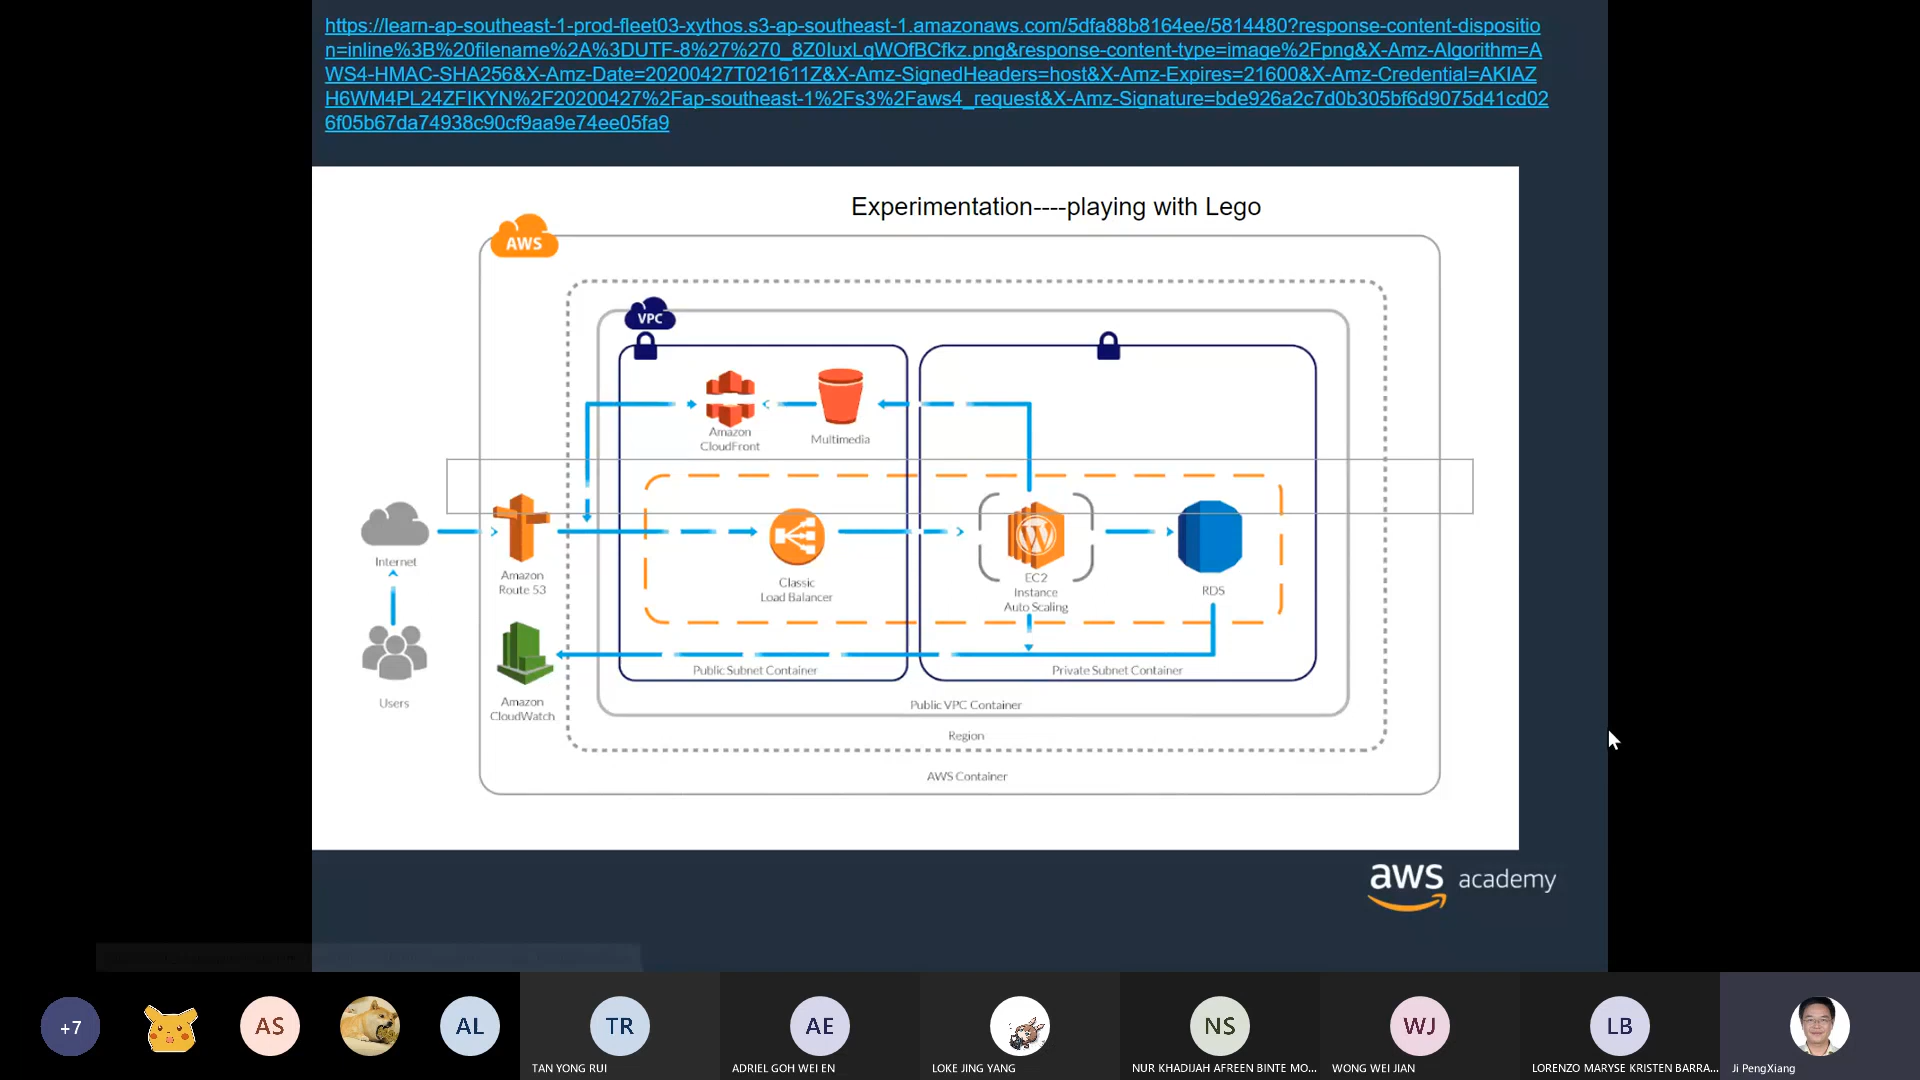 https://learn-ap-southeast-1-prod-fleet03-xythos.s3-ap-southeast-1.amazonaws.com/5dfa88b8164ee/5814480?response-content-dispositio
n=inline%3B%20filename%2A%3DUTF-8%27%270_8Z0IuxLqWOfBCfkz.png&response-content-type=image%2Fpng&X-Amz-Algorithm=A
WS4-HMAC-SHA256&X-Amz-Date=20200427T021611Z&X-Amz-SignedHeaders=host&X-Amz-Expires=21600&X-Amz-Credential=AKIAZ
H6WM4PL24ZFIKYN%2F20200427%2Fap-southeast-1%2Fs3%2Faws4_request&X-Amz-Signature=bde926a2c7d0b305bf6d9075d41cd02
6f05b67da74938c90cf9aa9e74ee05fa9
Experimentation----playing with Lego
AWS
VPC
Amazon
CloudFront
Multimedia
Internet
Amazon
Route 53
Classic
Load Balancer
EC2
Instance
Auto Scaling
RDS
Users
Amazon
CloudWatch
Public Subnet Container
Private Subnet Container
Public VPC Container
Region
AWS Container
aws academy
+7
AS
AL
TR
TAN YONG RUI
AE
ADRIEL GOH WEI EN
LOKE JING YANG
NS
NUR KHADIJAH AFREEN BINTE MO...
WJ
WONG WEI JIAN
LB
LORENZO MARYSE KRISTEN BARRA...
Ji PengXiang